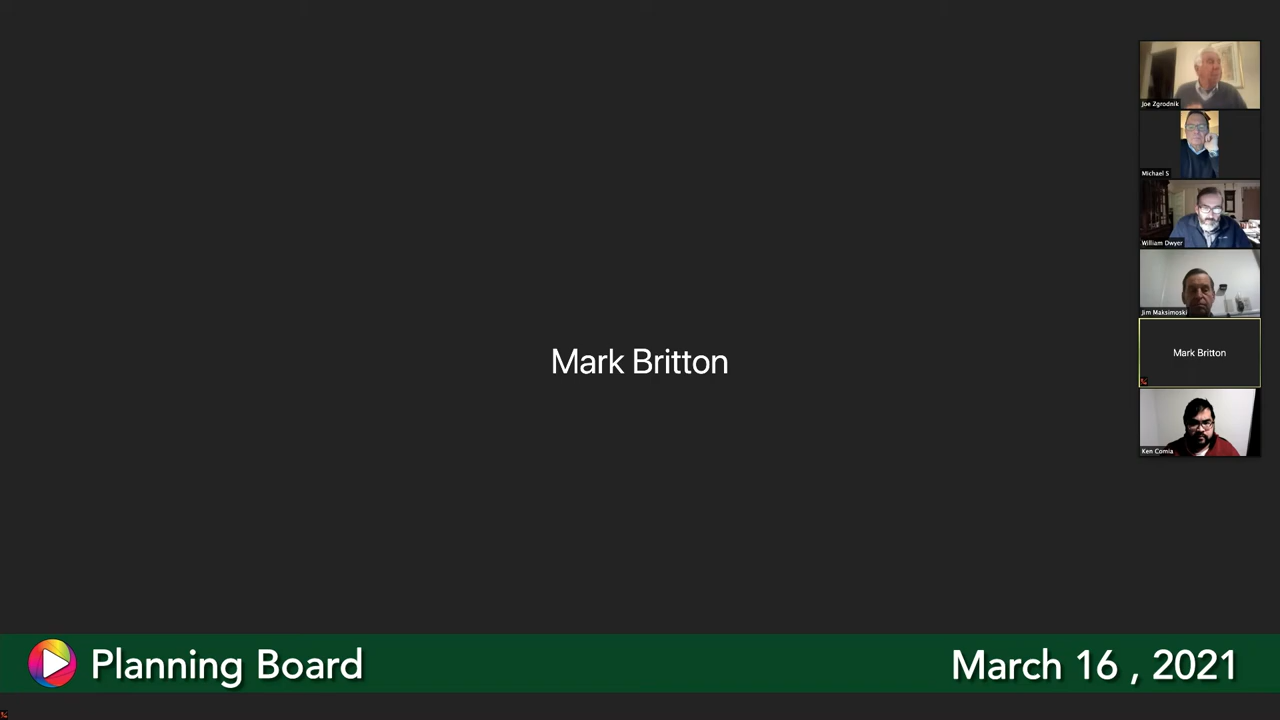 Joe Zgrodnik
Michael S
William Dwyer
Jim Maksimoski
Mark Britton
Mark Britton
Ken Comia
Planning Board
March 16 , 2021